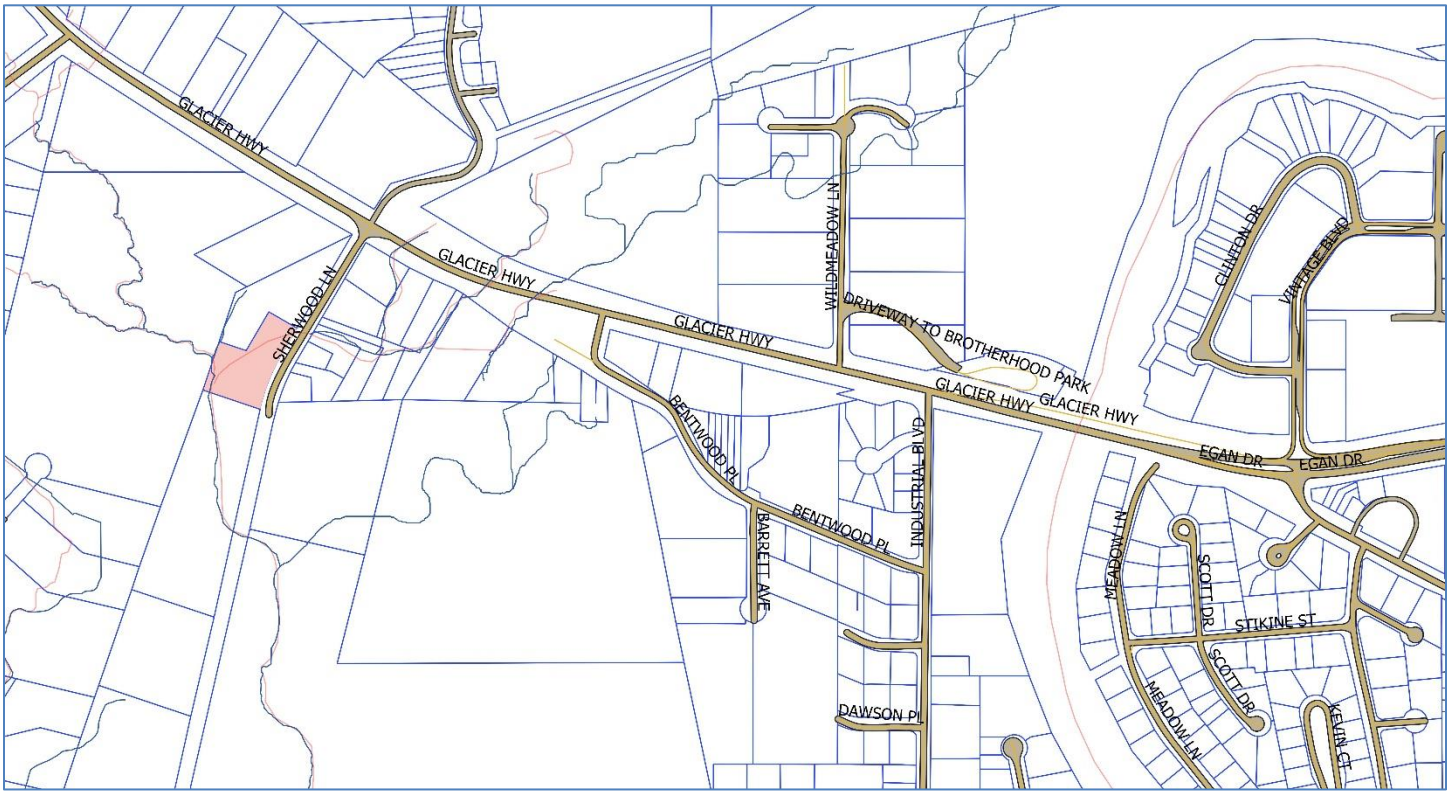 GLACIER HWY
GLACIER HWY
SHERWOOD LN
WILDMEADOW LN
CLINTON DR
VINTAGE BLVD
GLACIER HWY
DRIVEWAY TO BROTHERHOOD PARK
GLACIER HWY
GLACIER HWY
BENTWOOD PL
INDUSTRIAL BLVD
EGAN DR
EGAN DR
BENTWOOD PL
BARRETT AVE
MEADOW LN
SCOTT DR
STIKINE ST
SCOTT DR
MEADOW LN
DAWSON PL
KEVIN CT